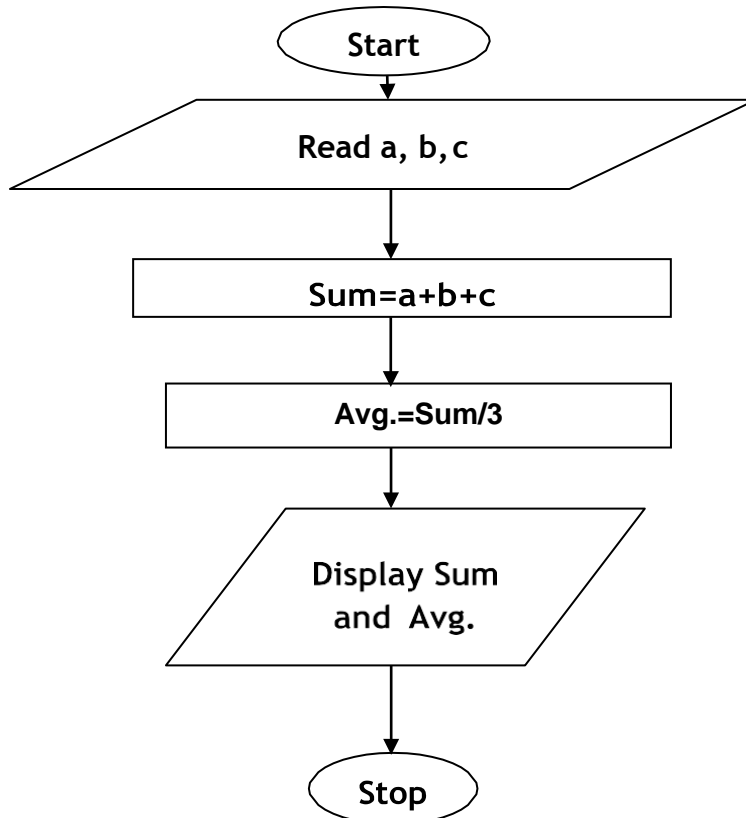 Start
Read a, b,c
Sum=a+b+c
Avg.=Sum/3
Display Sum
and Avg.
Stop